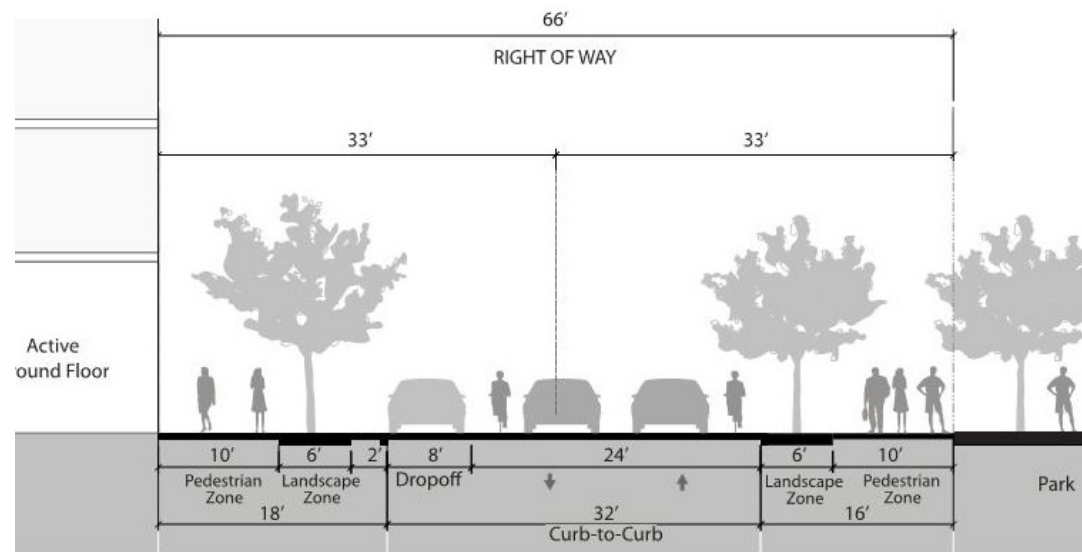 66’
RIGHT OF WAY
33’ 33’
Active
ound Floor
10’ 6’ 2’ 8’ 24’ 6’ 10’
Pedestrian Zone Landscape Zone Dropoff Landscape Zone Pedestrian Zone Park
18’ 32’ 16’
Curb-to-Curb